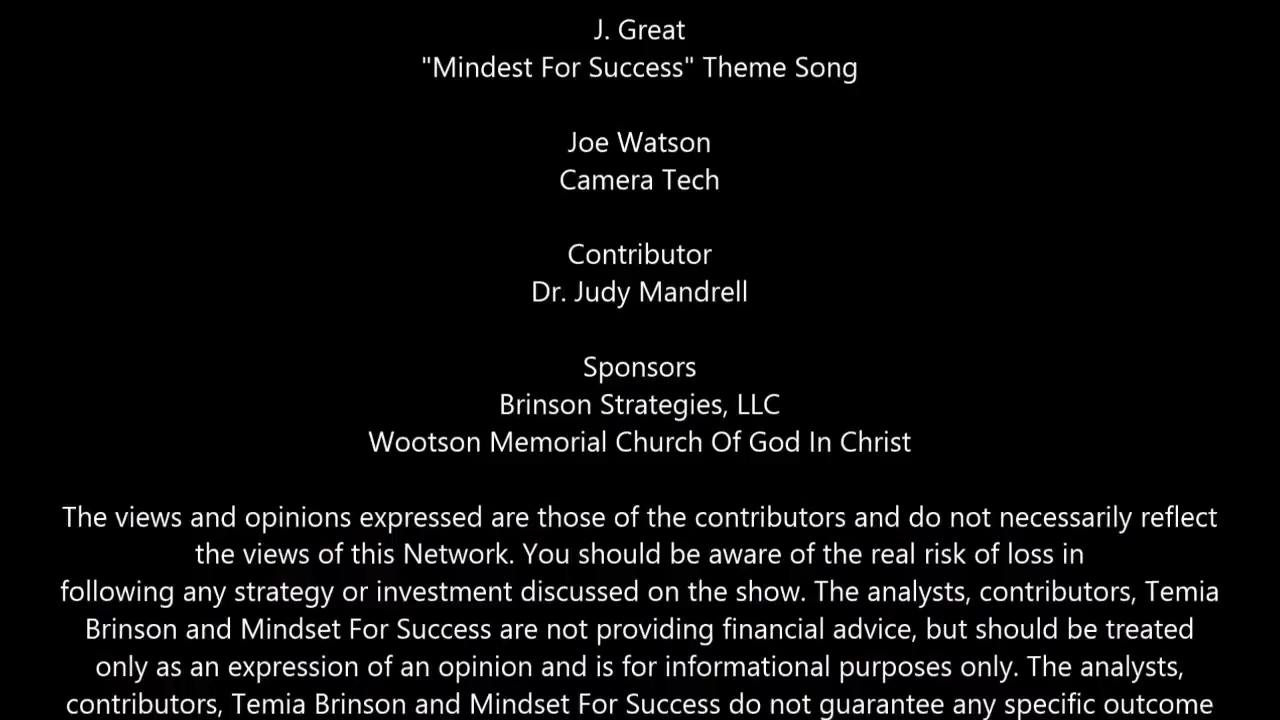 J. Great
"Mindest For Success" Theme Song
Joe Watson
Camera Tech
Contributor
Dr. Judy Mandrell
Sponsors
Brinson Strategies, LLC
Wootson Memorial Church Of God In Christ
The views and opinions expressed are those of the contributors and do not necessarily reflect
the views of this Network. You should be aware of the real risk of loss in
following any strategy or investment discussed on the show. The analysts, contributors, Temia
Brinson and Mindset For Success are not providing financial advice, but should be treated
only as an expression of an opinion and is for informational purposes only. The analysts,
contributors, Temia Brinson and Mindset For Success do not guarantee any specific outcome